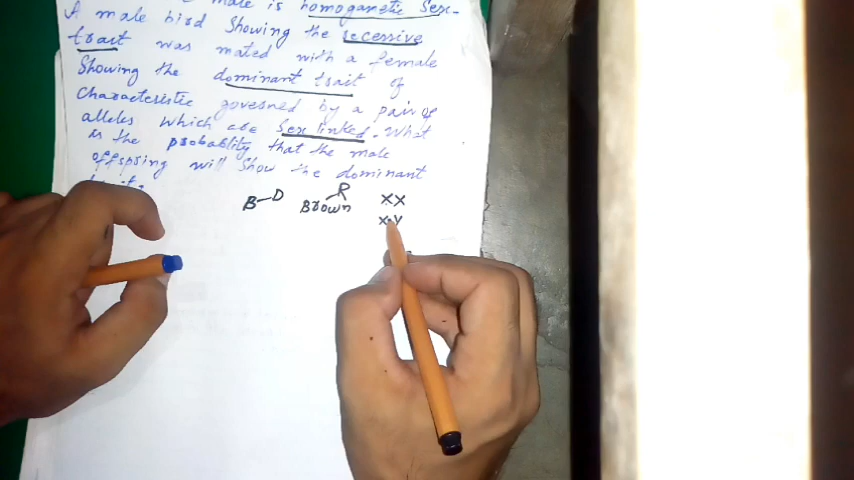 male is homogametic Sex-
A male bird Showing the recessive
trait was mated with a female
Showing the dominant trait of
characteristic governed by a pair of
alleles which are Sex linked. What
is the probablity that the male
offspring will Show the dominant
B-D Brown R XX
XY